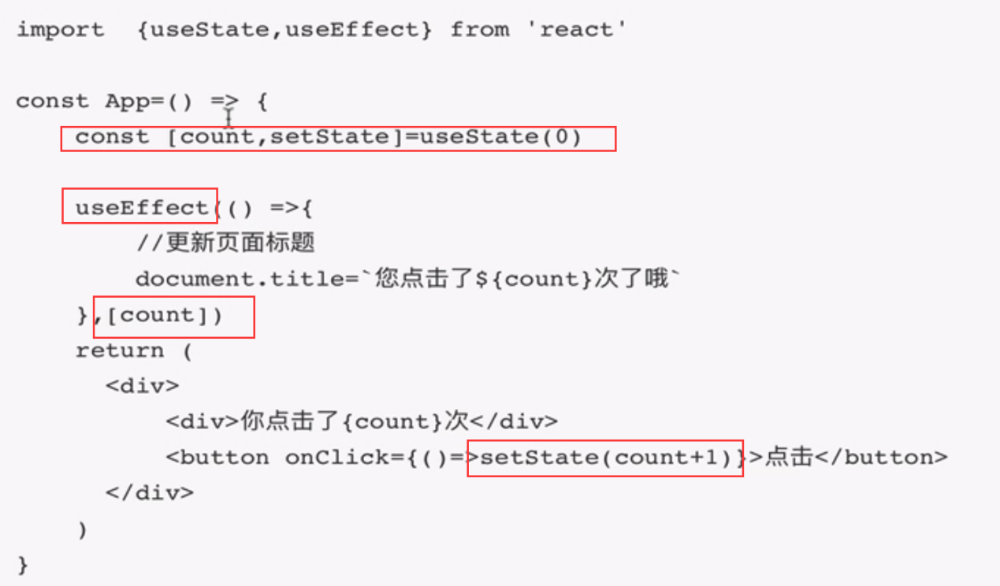 import  {useState,useEffect} from 'react'
const App=() => {
const [count,setState]=useState(0)
useEffect(() =>{
//更新页面标题
document.title=`您点击了${count}次了哦`
},[count])
return (
<div>
<div>你点击了{count}次</div>
<button onClick={()=>setState(count+1)}>点击</button>
</div>
)
}